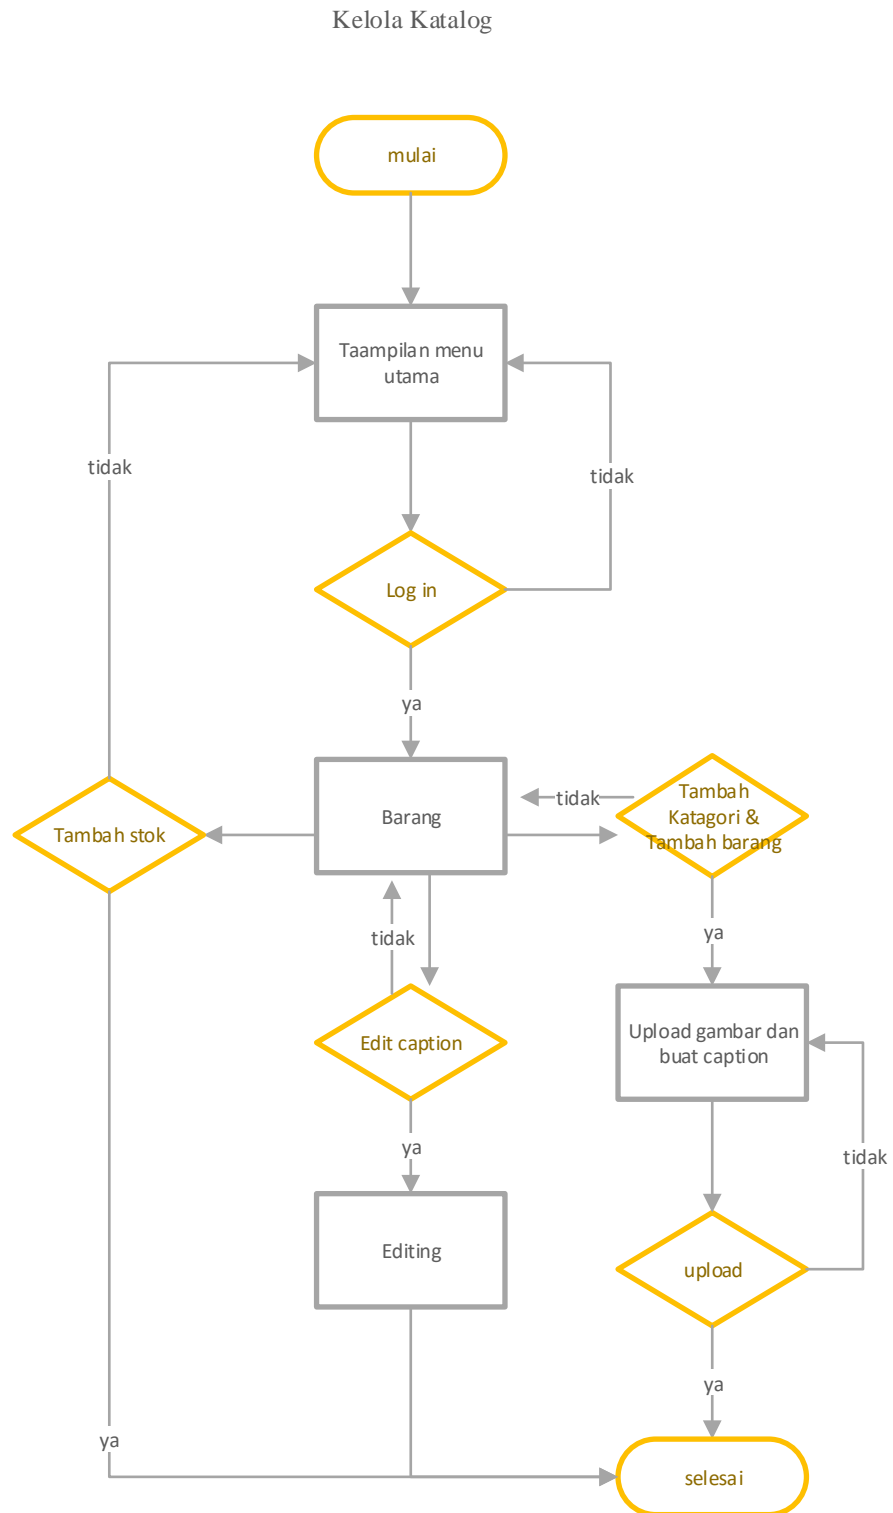 Kelola Katalog
mulai
Taampilan menu
utama
tidak
tidak
Log in
ya
Barang
tidak
Tambah
Katagori &
Tambah barang
Tambah stok
tidak
ya
Edit caption
Upload gambar dan
buat caption
ya
tidak
Editing
upload
ya
ya
selesai